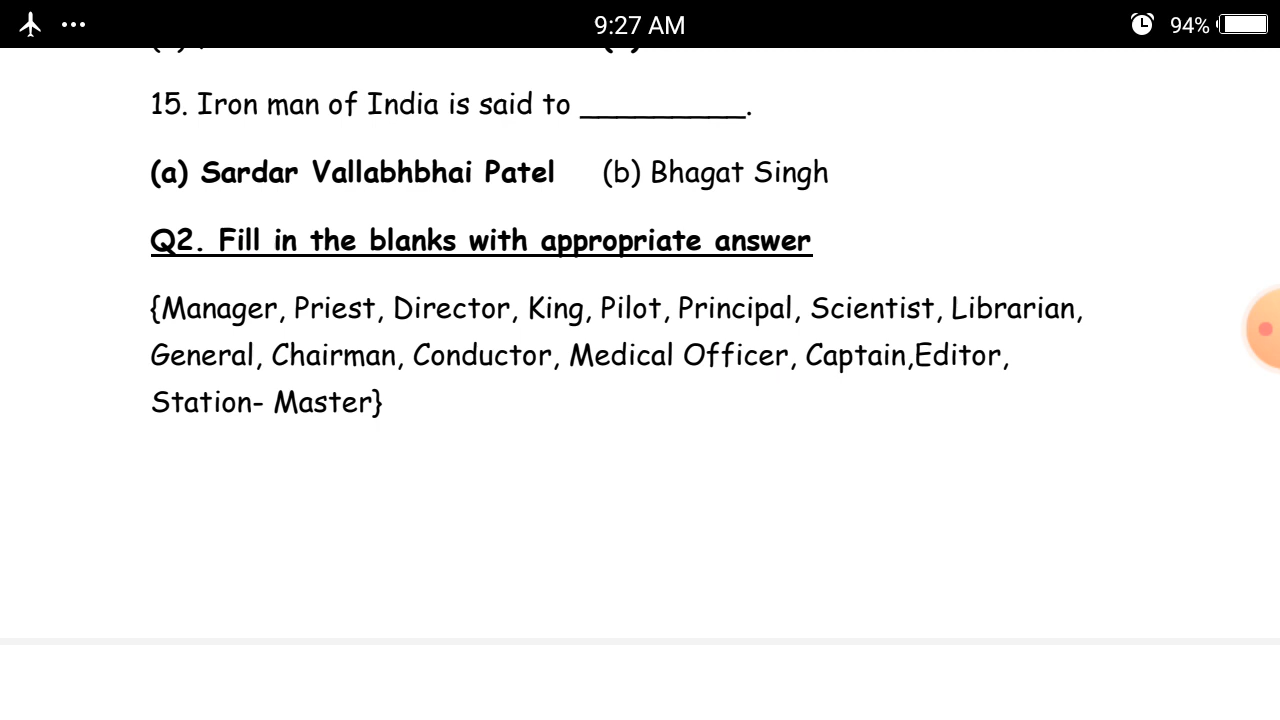 9:27 AM 94%
15. Iron man of India is said to _________.
(a) Sardar Vallabhbhai Patel (b) Bhagat Singh
Q2. Fill in the blanks with appropriate answer
{Manager, Priest, Director, King, Pilot, Principal, Scientist, Librarian,
General, Chairman, Conductor, Medical Officer, Captain,Editor,
Station- Master}